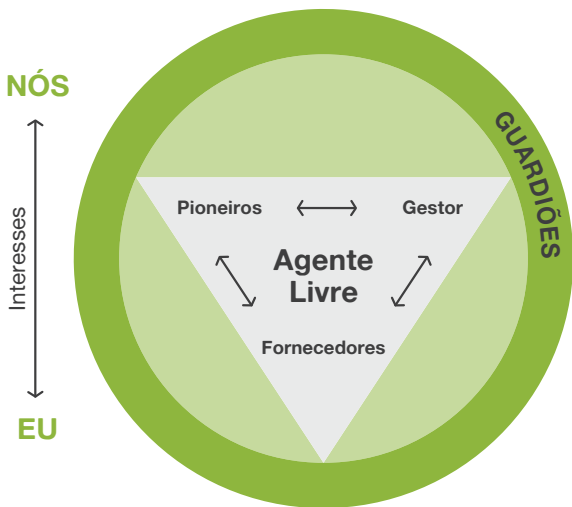 NÓS
Interesses
EU
GUARDIÕES
Pioneiros
Gestor
Agente
Livre
Fornecedores